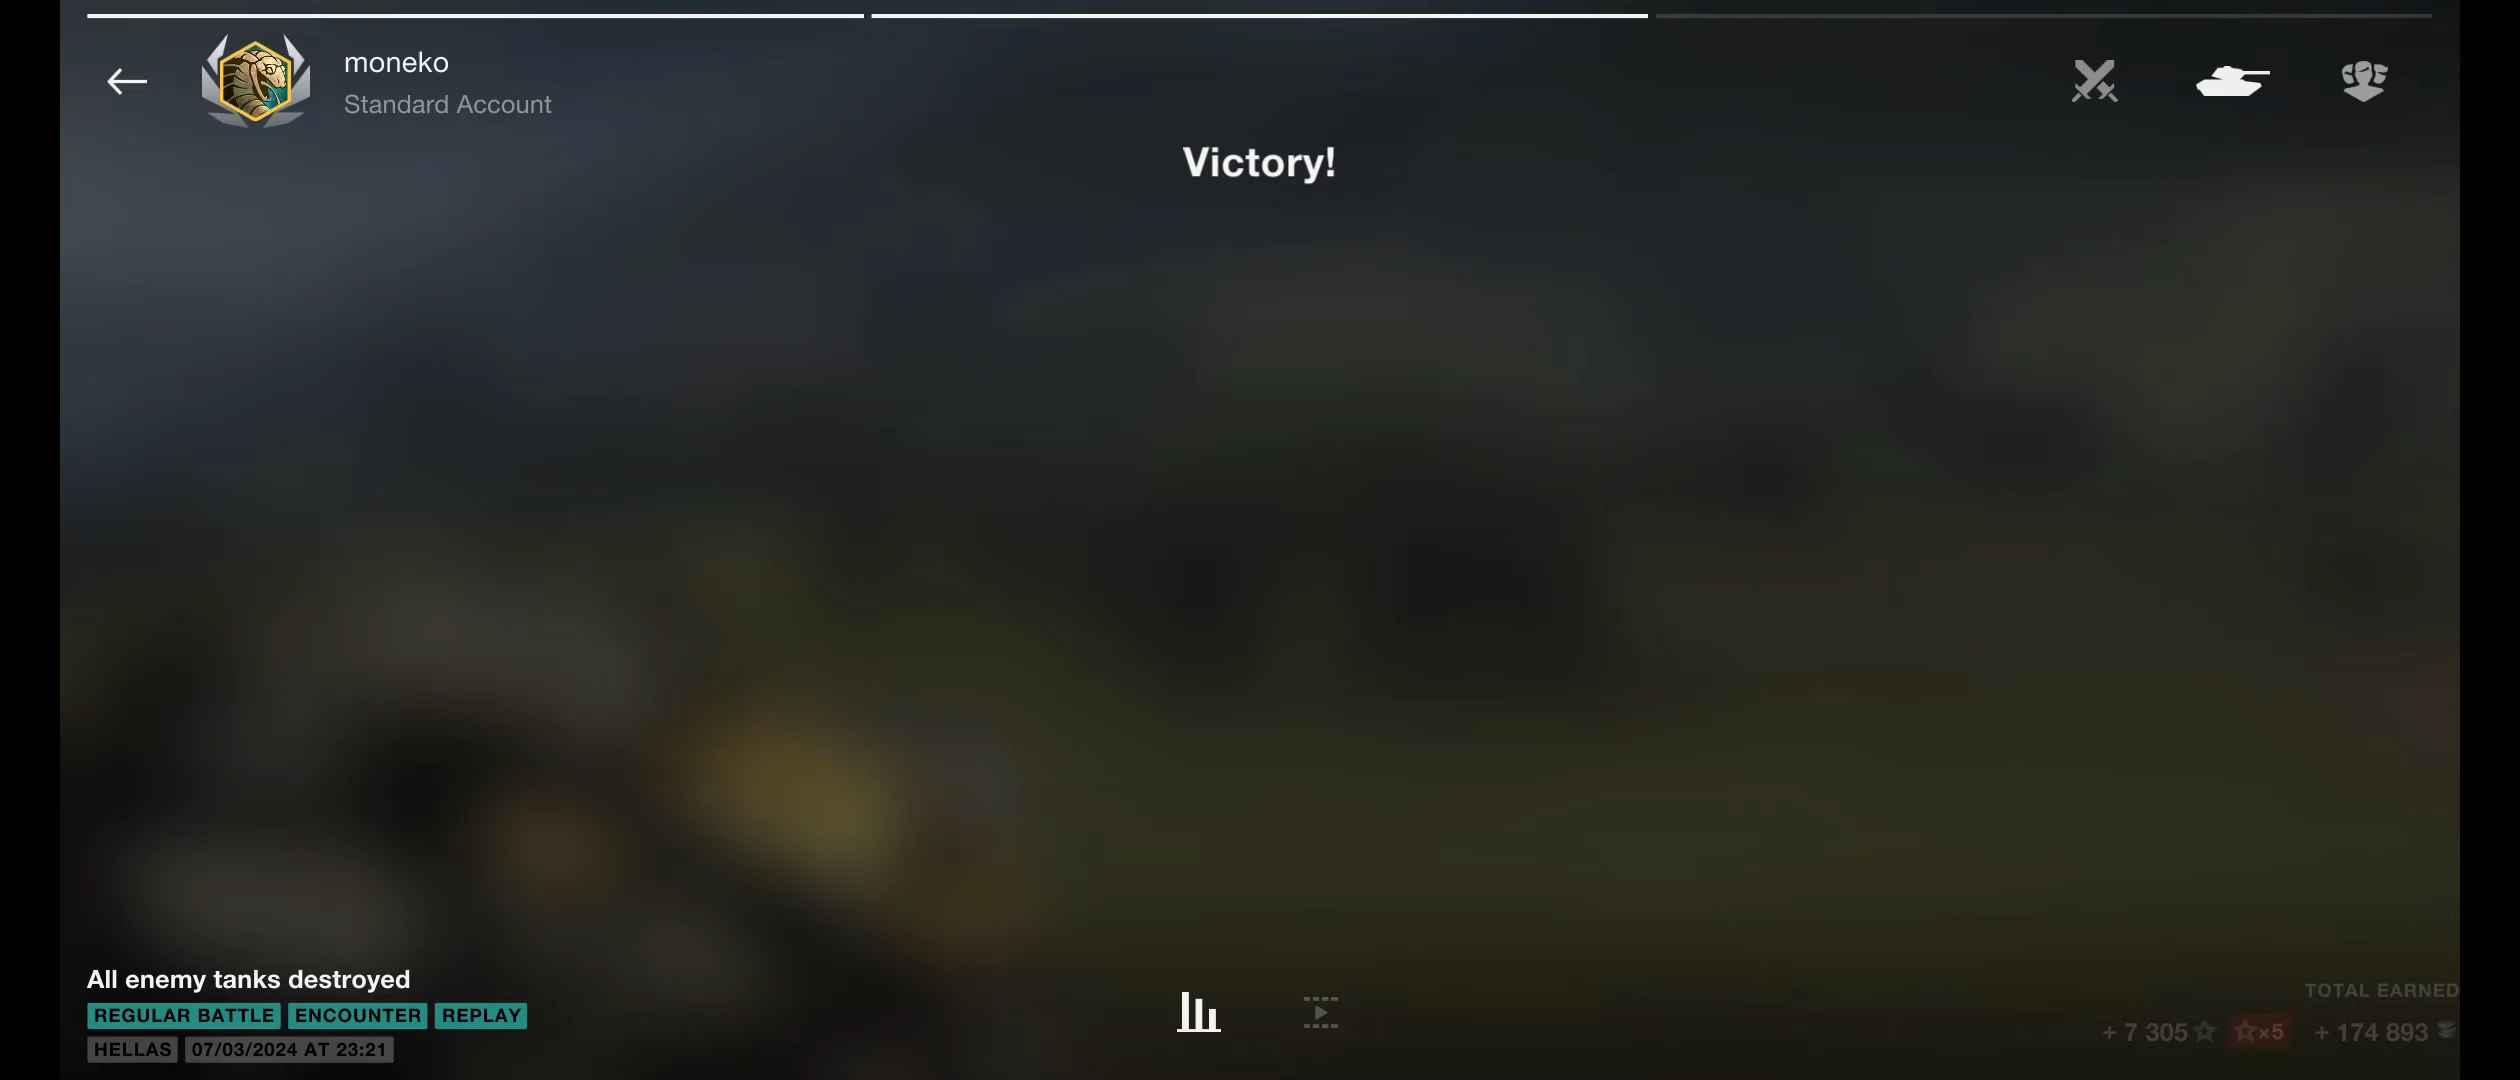 moneko
Standard Account
Victory!
All enemy tanks destroyed
REGULAR BATTLE ENCOUNTER REPLAY
HELLAS 07/03/2024 AT 23:21
TOTAL EARNED
+ 7 305 ×5 + 174 893